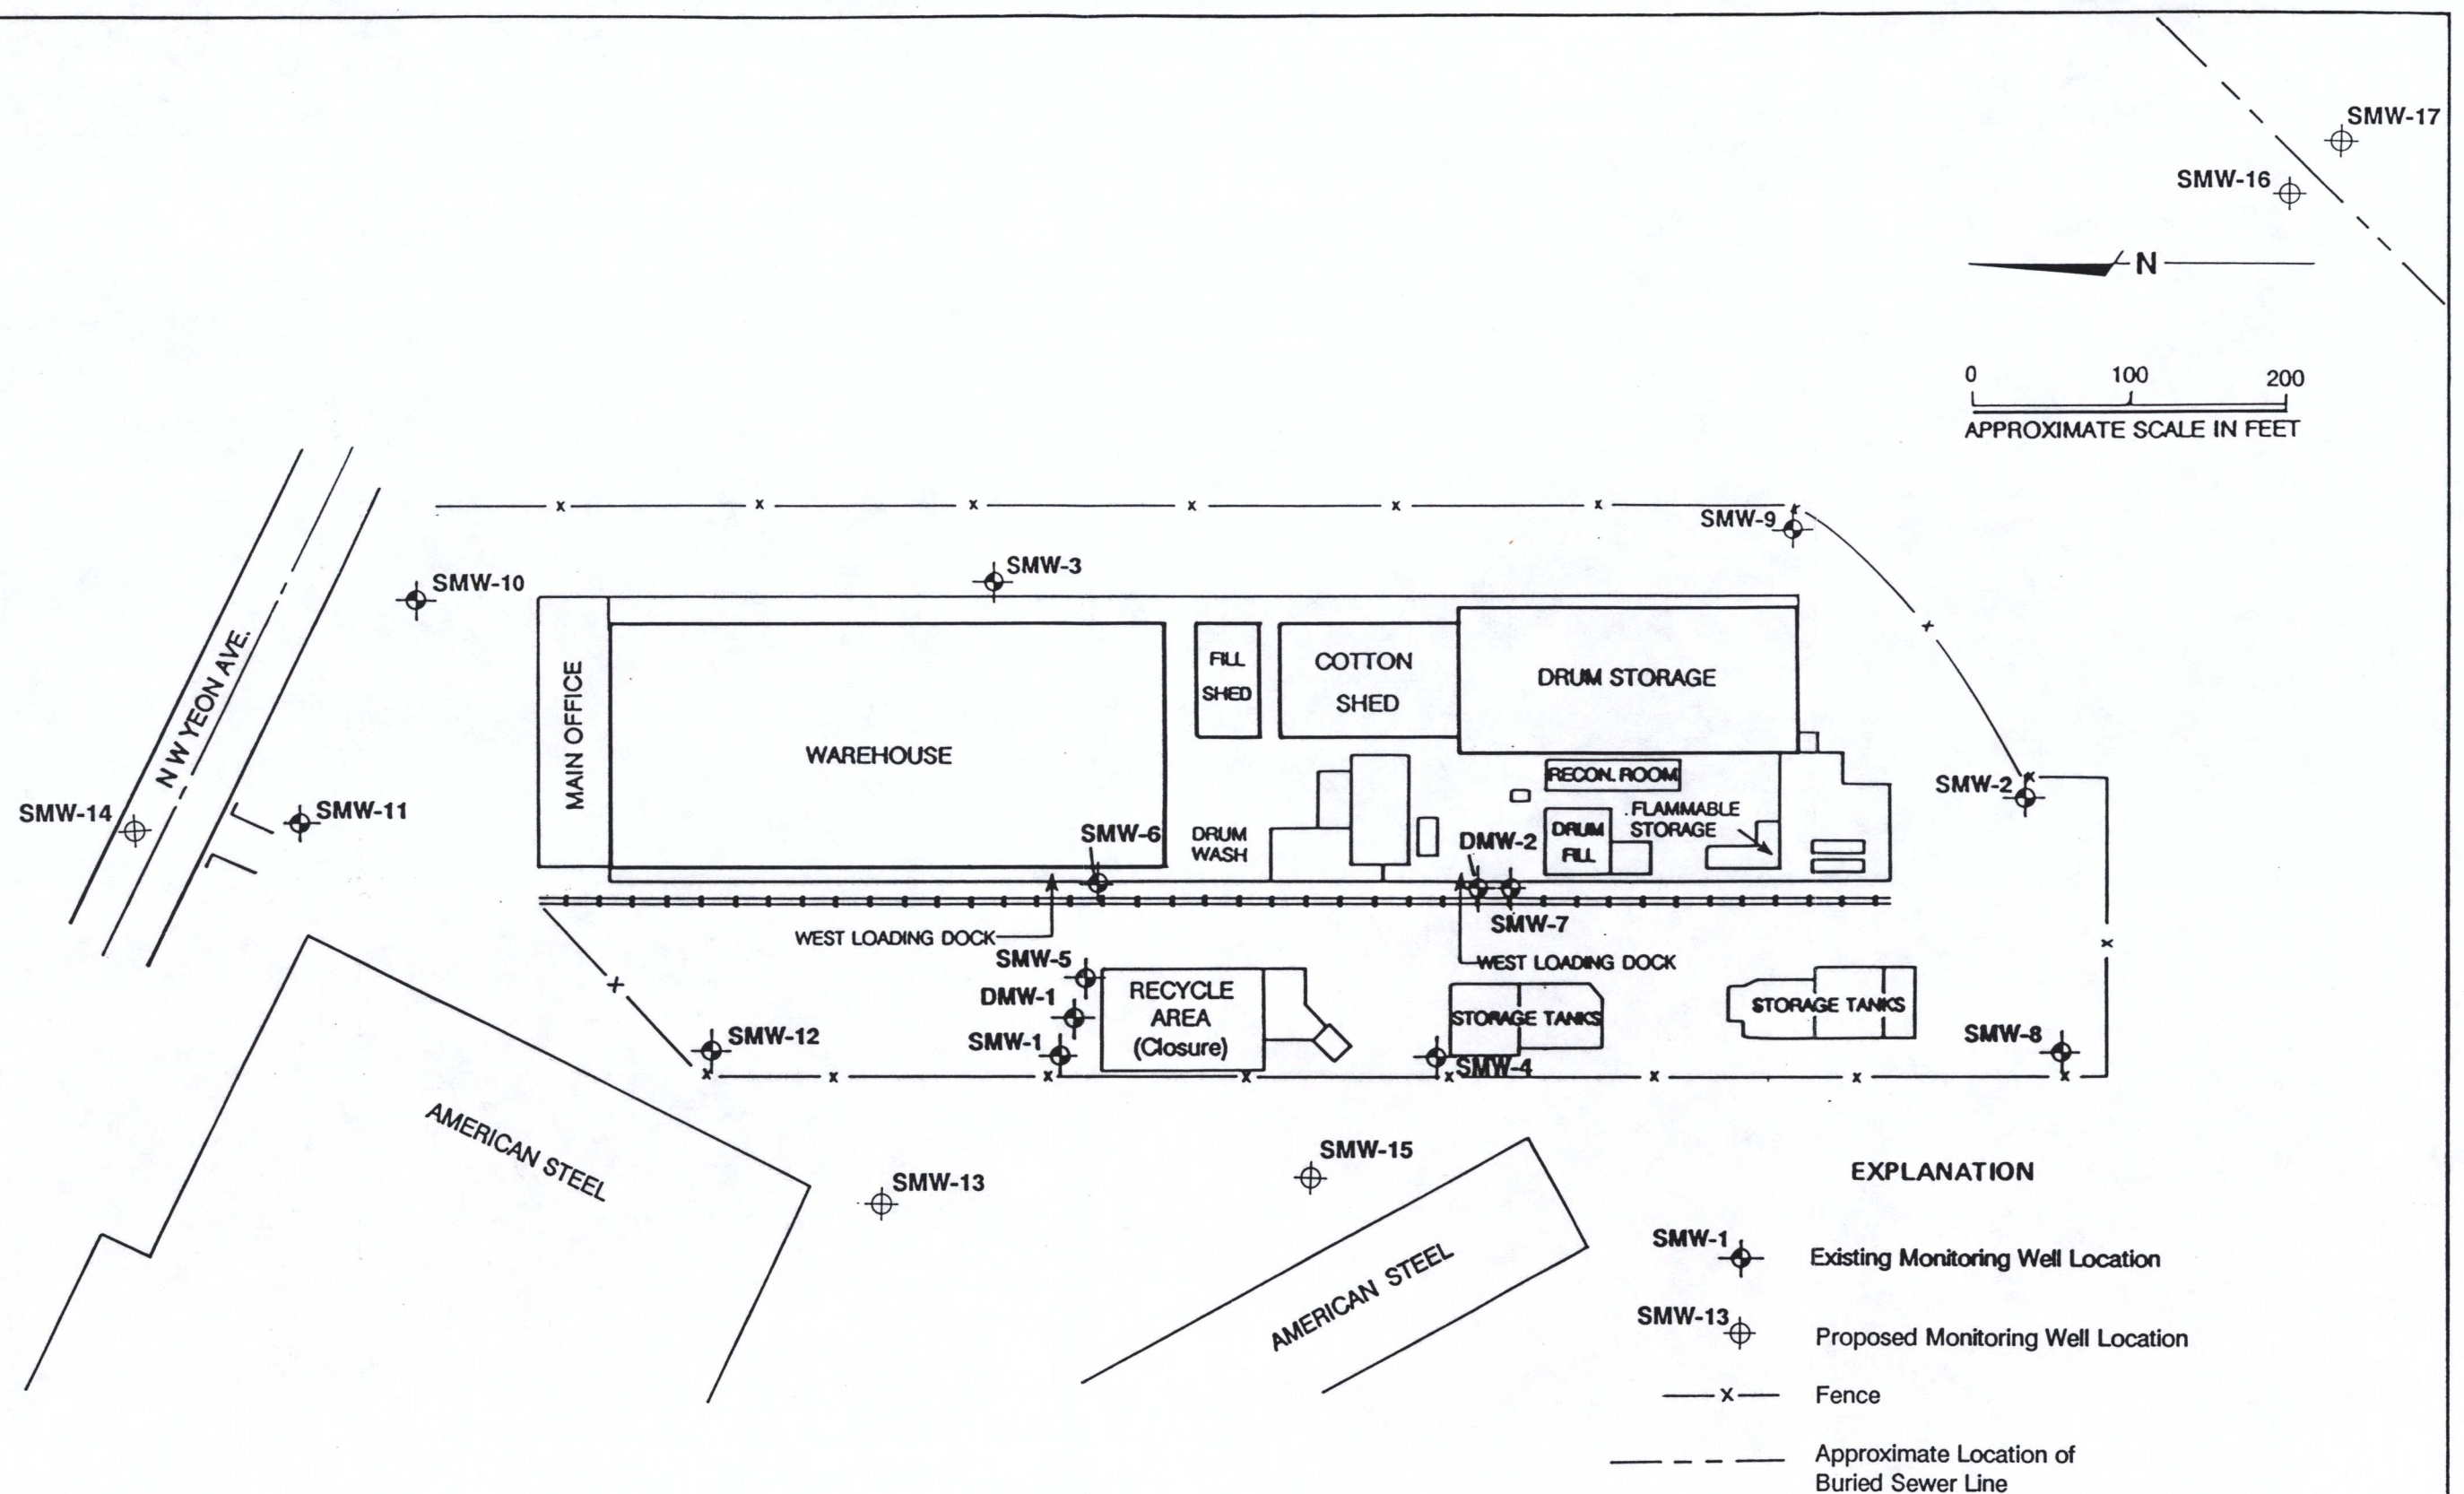 SMW-17
SMW-16
N
0 100 200
APPROXIMATE SCALE IN FEET
SMW-9
SMW-3
SMW-10
NW YEON AVE.
MAIN OFFICE
WAREHOUSE
FILL
SHED
COTTON
SHED
DRUM STORAGE
RECON. ROOM
FLAMMABLE
STORAGE
DRUM
FILL
SMW-2
SMW-14
SMW-11
SMW-6
DRUM
WASH
DMW-2
SMW-7
WEST LOADING DOCK
WEST LOADING DOCK
SMW-5
DMW-1
SMW-1
RECYCLE
AREA
(Closure)
STORAGE TANKS
STORAGE TANKS
SMW-8
SMW-12
SMW-4
AMERICAN STEEL
SMW-13
SMW-15
AMERICAN STEEL
EXPLANATION
SMW-1
Existing Monitoring Well Location
SMW-13
Proposed Monitoring Well Location
x
Fence
Approximate Location of
Buried Sewer Line